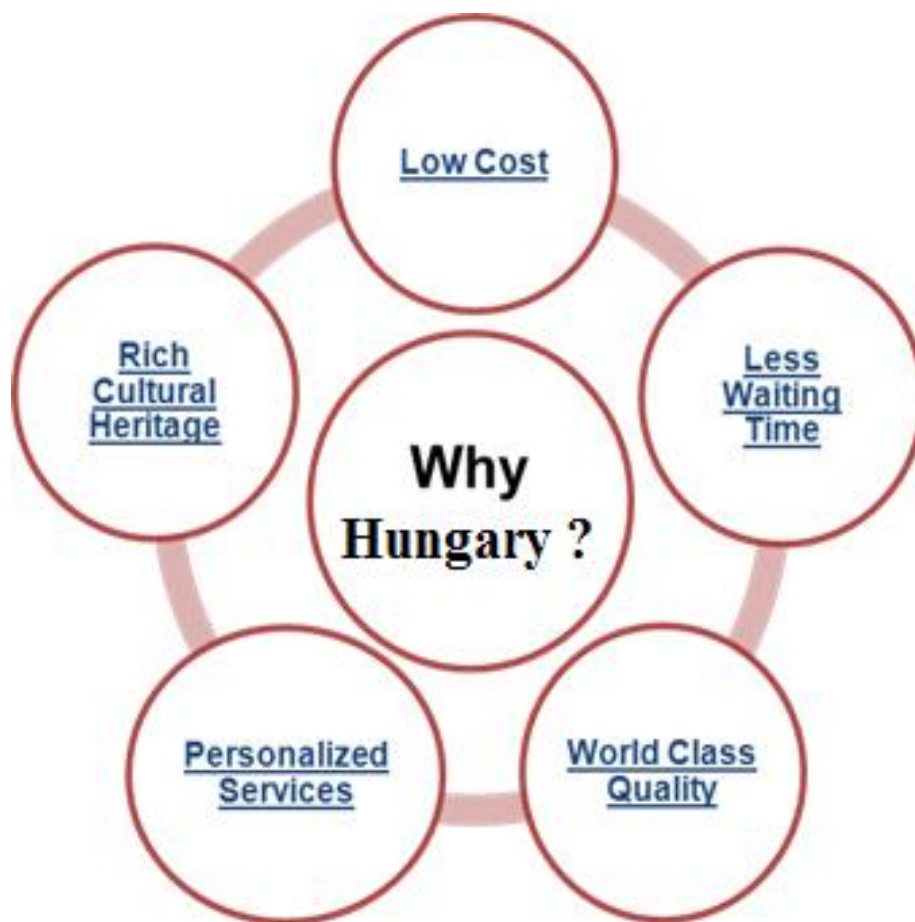 Low Cost
Less
Waiting
Time
World Class
Quality
Personalized
Services
Rich
Cultural
Heritage
Why
Hungary ?